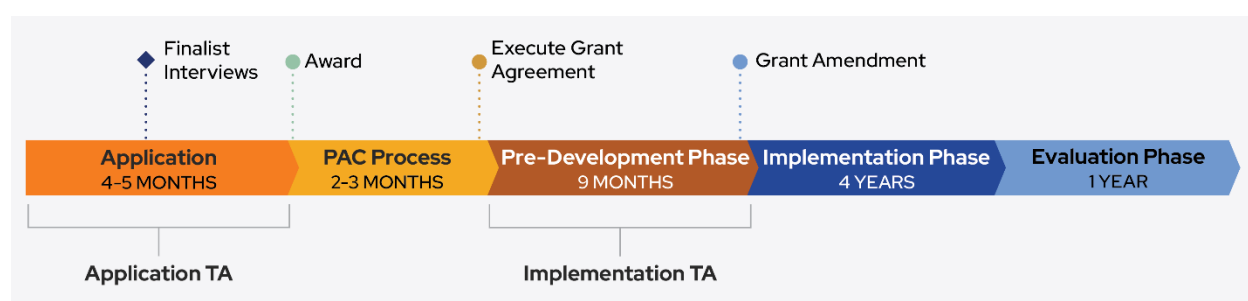 Finalist
Interviews
Award
Execute Grant
Agreement
Grant Amendment
Application
4-5 MONTHS
PAC Process
2-3 MONTHS
Pre-Development Phase
9 MONTHS
Implementation Phase
4 YEARS
Evaluation Phase
1 YEAR
Application TA
Implementation TA